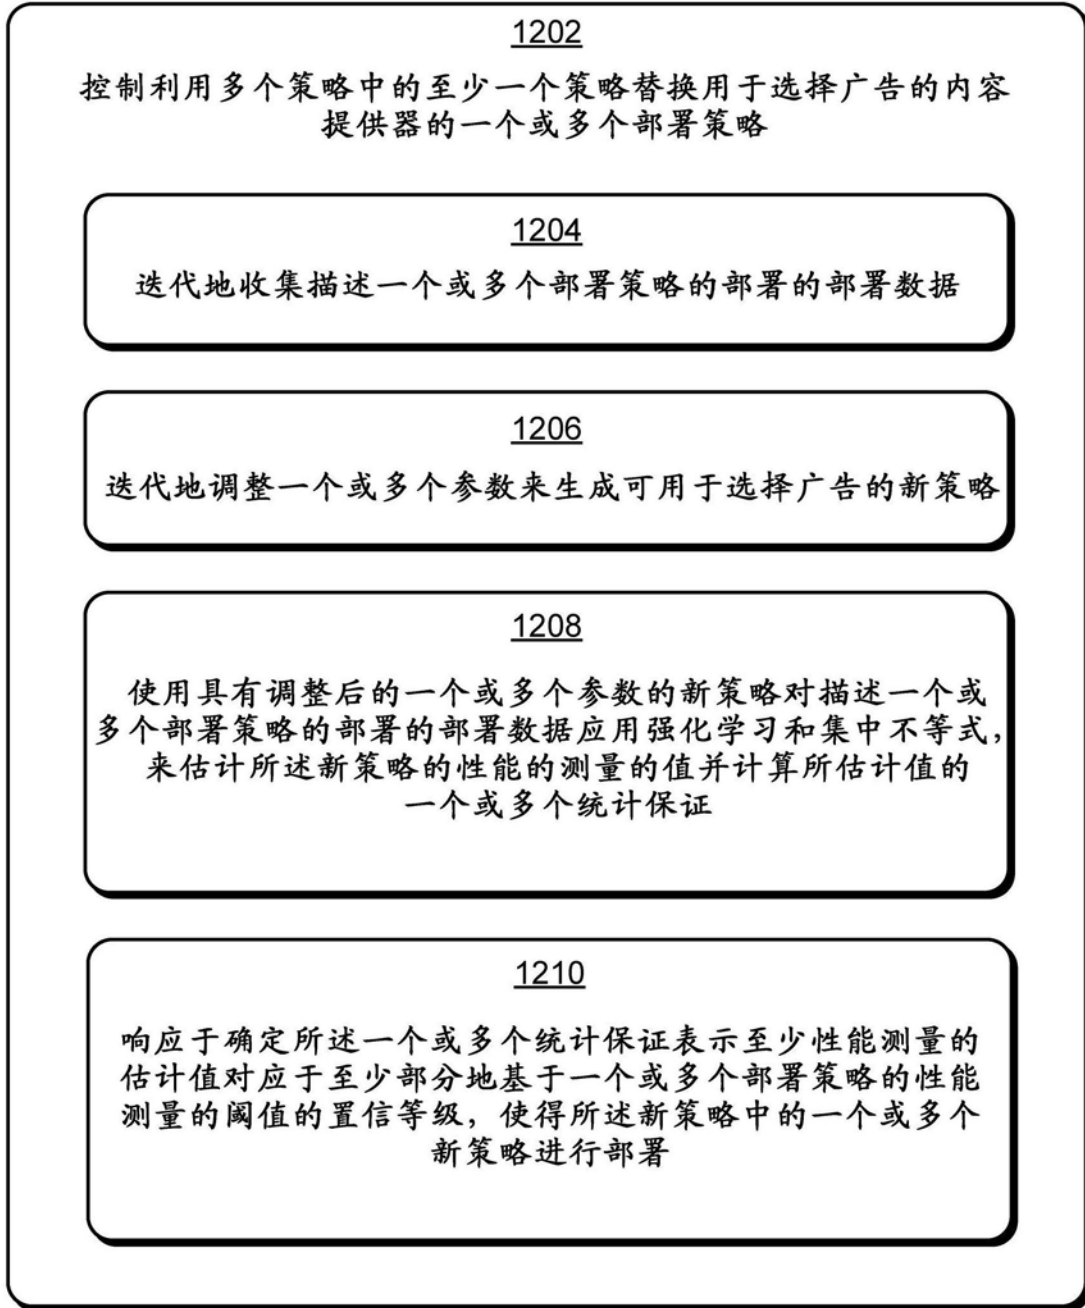 1202
控制利用多个策略中的至少一个策略替换用于选择广告的内容
提供器的一个或多个部署策略
1204
迭代地收集描述一个或多个部署策略的部署的部署数据
1206
迭代地调整一个或多个参数来生成可用于选择广告的新策略
1208
使用具有调整后的一个或多个参数的新策略对描述一个或
多个部署策略的部署的部署数据应用强化学习和集中不等式，
来估计所述新策略的性能的测量的值并计算所估计值的
一个或多个统计保证
1210
响应于确定所述一个或多个统计保证表示至少性能测量的
估计值对应于至少部分地基于一个或多个部署策略的性能
测量的阈值的置信等级，使得所述新策略中的一个或多个
新策略进行部署